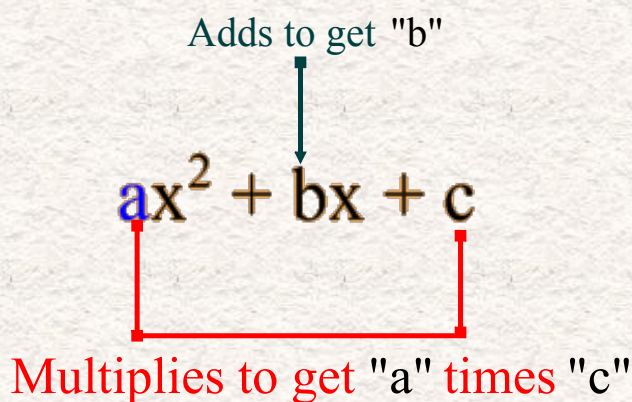 Adds to get "b"
ax² + bx + c
Multiplies to get "a" times "c"